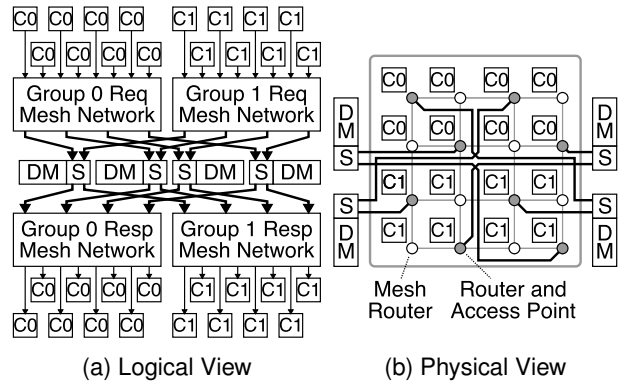 C0 C0 C0 C0 C1 C1 C1 C1
C0 C0 C0 C0 C1 C1 C1 C1
Group 0 Req
Mesh Network
Group 1 Req
Mesh Network
DM S DM S S DM S DM
Group 0 Resp
Mesh Network
Group 1 Resp
Mesh Network
C0 C0 C0 C0 C1 C1 C1 C1
C0 C0 C0 C0 C1 C1 C1 C1
(a) Logical View
C0 C0 C0 C0
DM C0 C0 C0 C0 DM
S S
S C1 C1 C1 C1 S
DM C1 C1 C1 C1 DM
Mesh
Router
Router and
Access Point
(b) Physical View